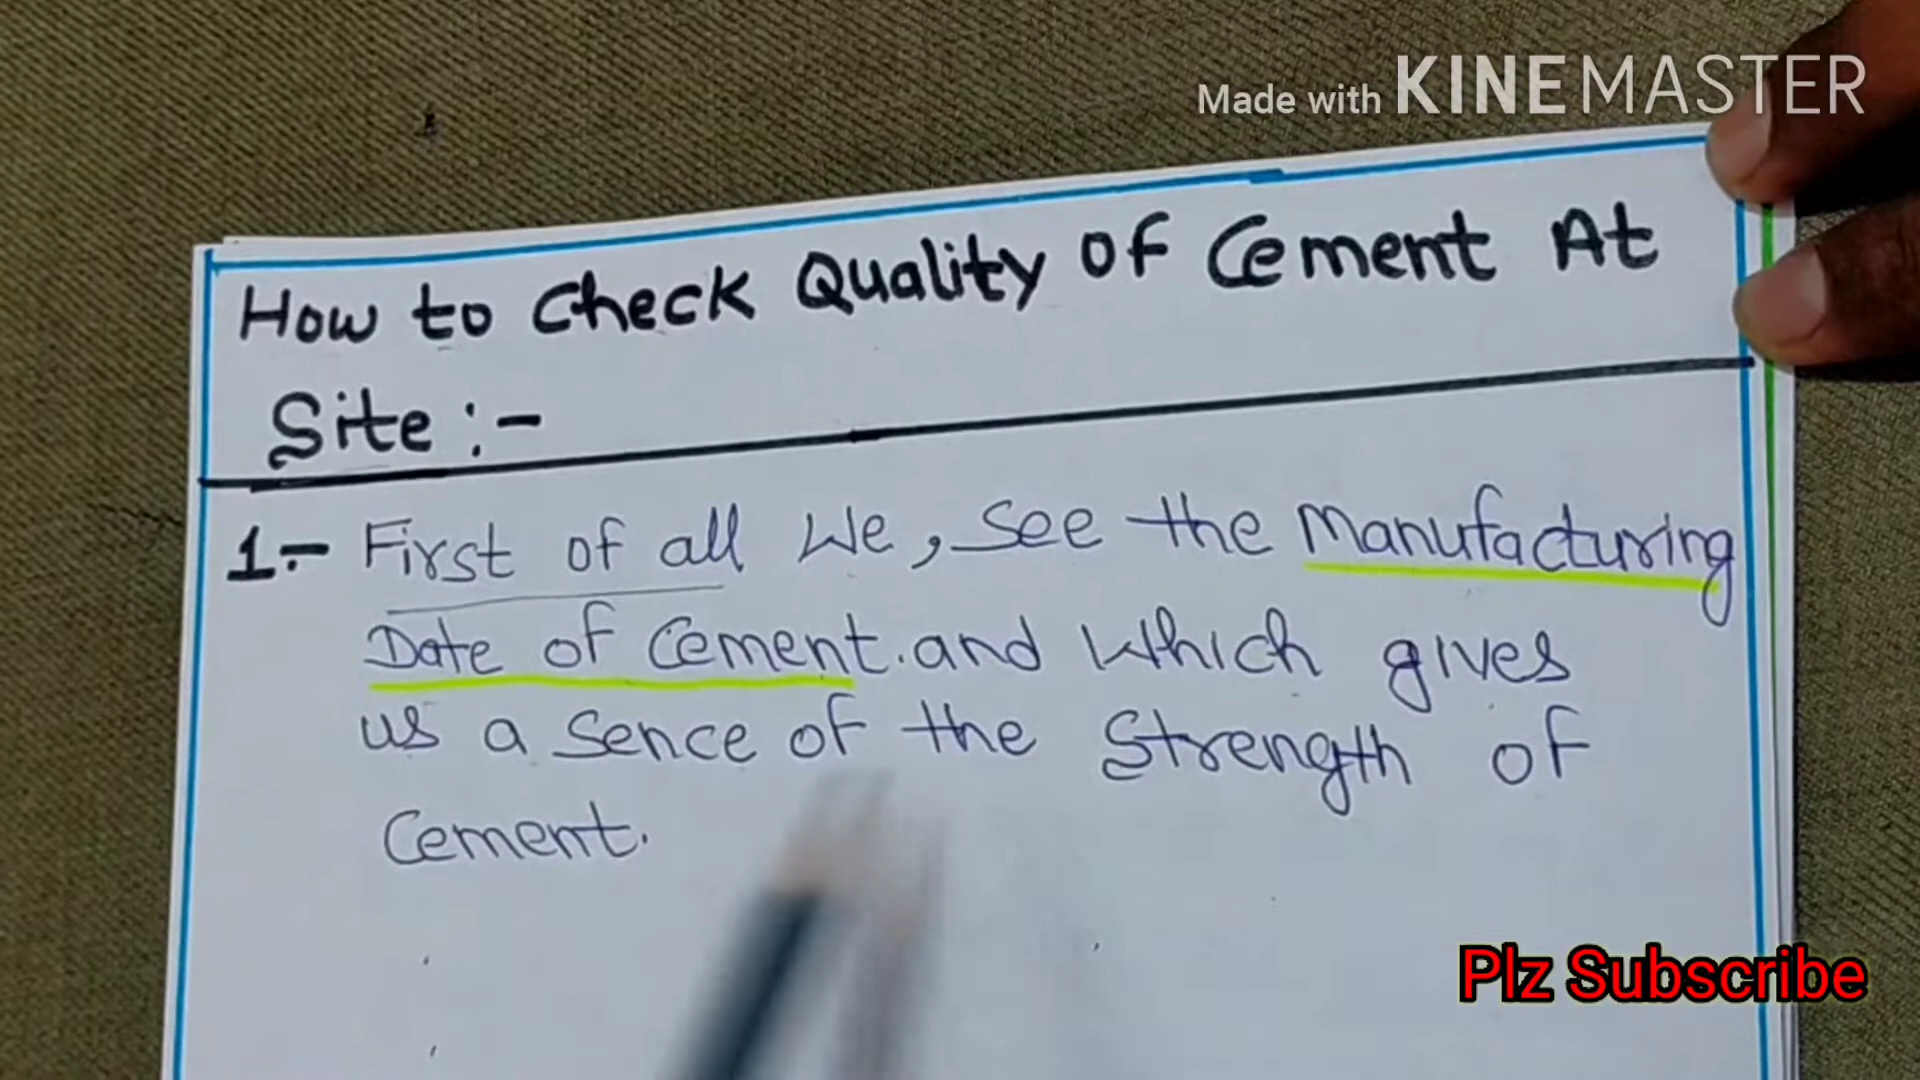 Made with KINEMASTER
How to Check Quality Of Cement At
Site :-
1.- First of all We, See the Manufacturing
Date of Cement. and Which gives
us a Sence of the Strength of
Cement.
Plz Subscribe